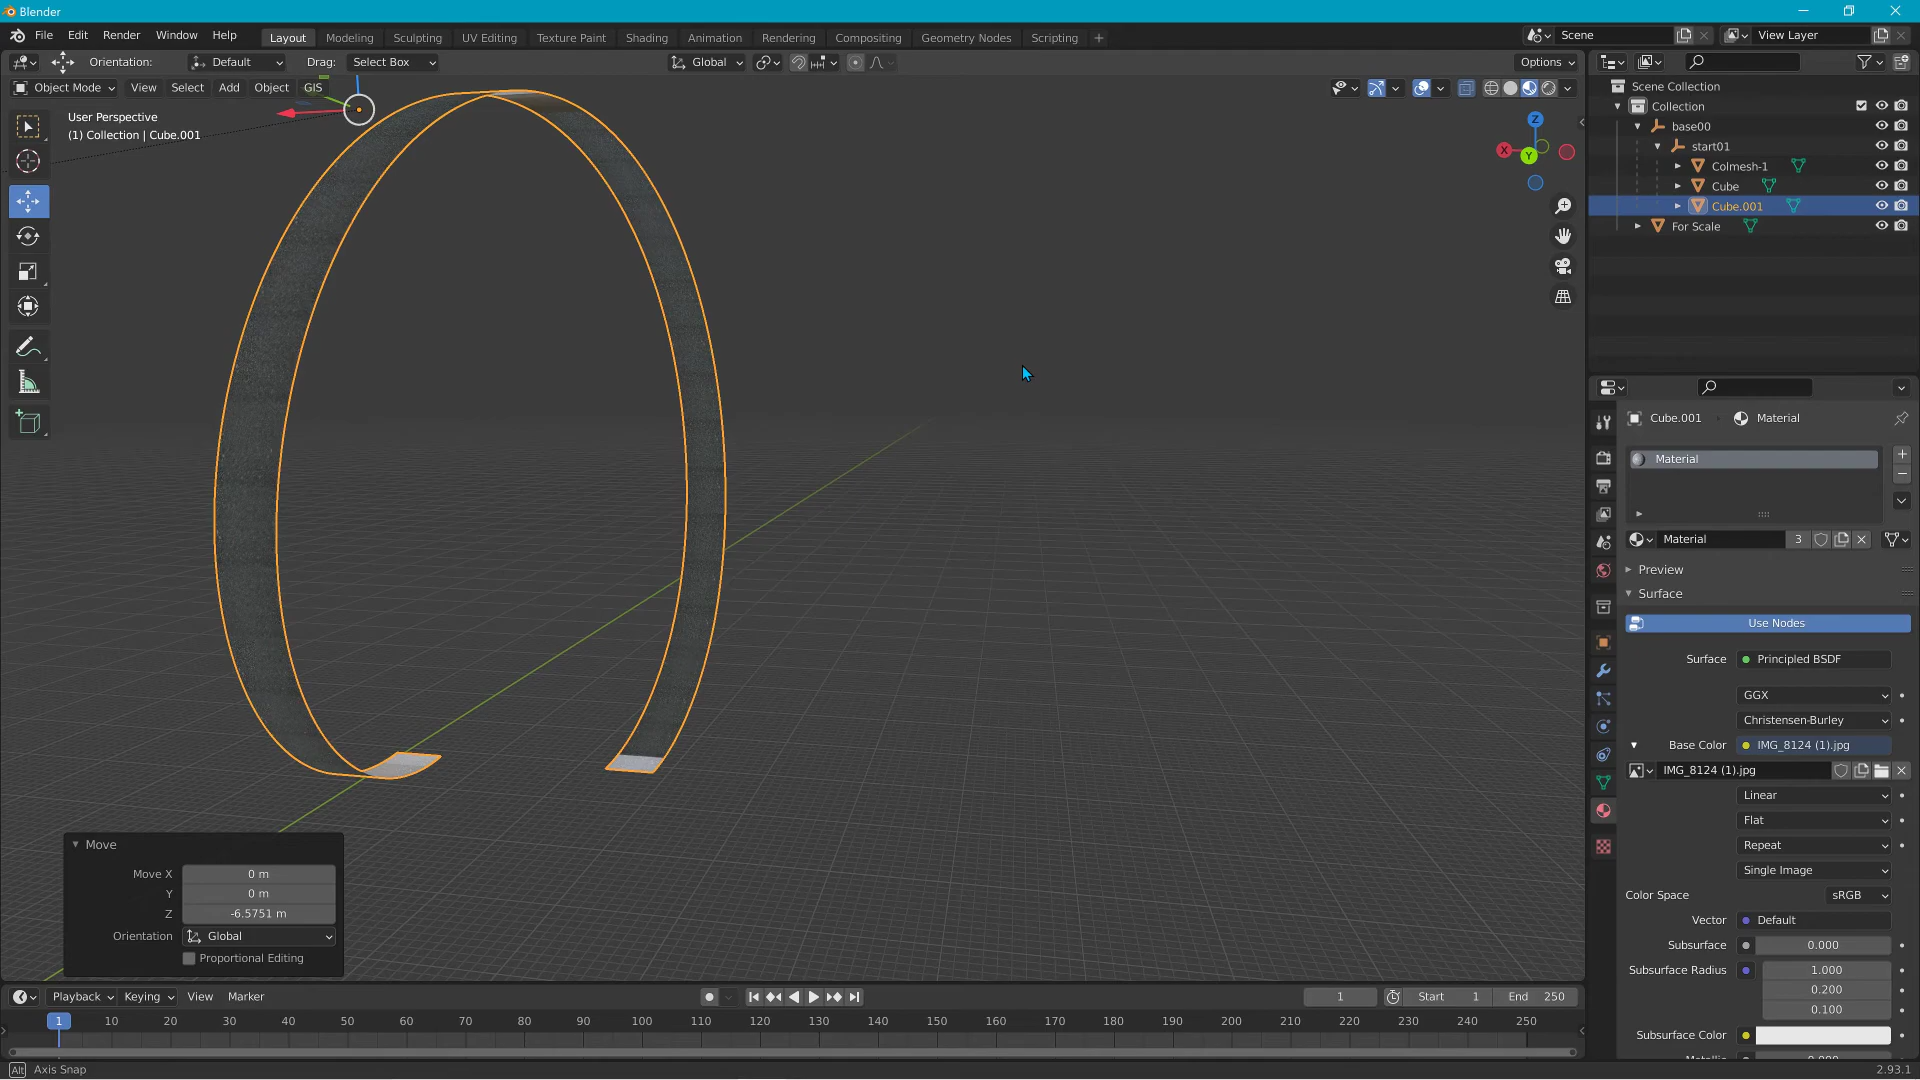 Blender
File Edit Render Window Help
Layout Modeling Sculpting UV Editing Texture Paint Shading Animation Rendering Compositing Geometry Nodes Scripting +
Scene
View Layer
Orientation: Default Drag: Select Box
Global
Options
Object Mode View Select Add Object GIS
User Perspective
(1) Collection | Cube.001
Z
X
Y
Scene Collection
Collection
base00
start01
Colmesh-1
Cube
Cube.001
For Scale
Cube.001 Material
Material
Material 3
Preview
Surface
Use Nodes
Surface Principled BSDF
GGX
Christensen-Burley
Base Color IMG_8124 (1).jpg
IMG_8124 (1).jpg
Linear
Flat
Repeat
Single Image
Color Space sRGB
Vector Default
Subsurface 0.000
Subsurface Radius 1.000
0.200
0.100
Subsurface Color
Move
Move X 0 m
Y 0 m
Z -6.5751 m
Orientation Global
Proportional Editing
Playback Keying View Marker
1 Start 1 End 250
1 10 20 30 40 50 60 70 80 90 100 110 120 130 140 150 160 170 180 190 200 210 220 230 240 250
Alt Axis Snap
2.93.1